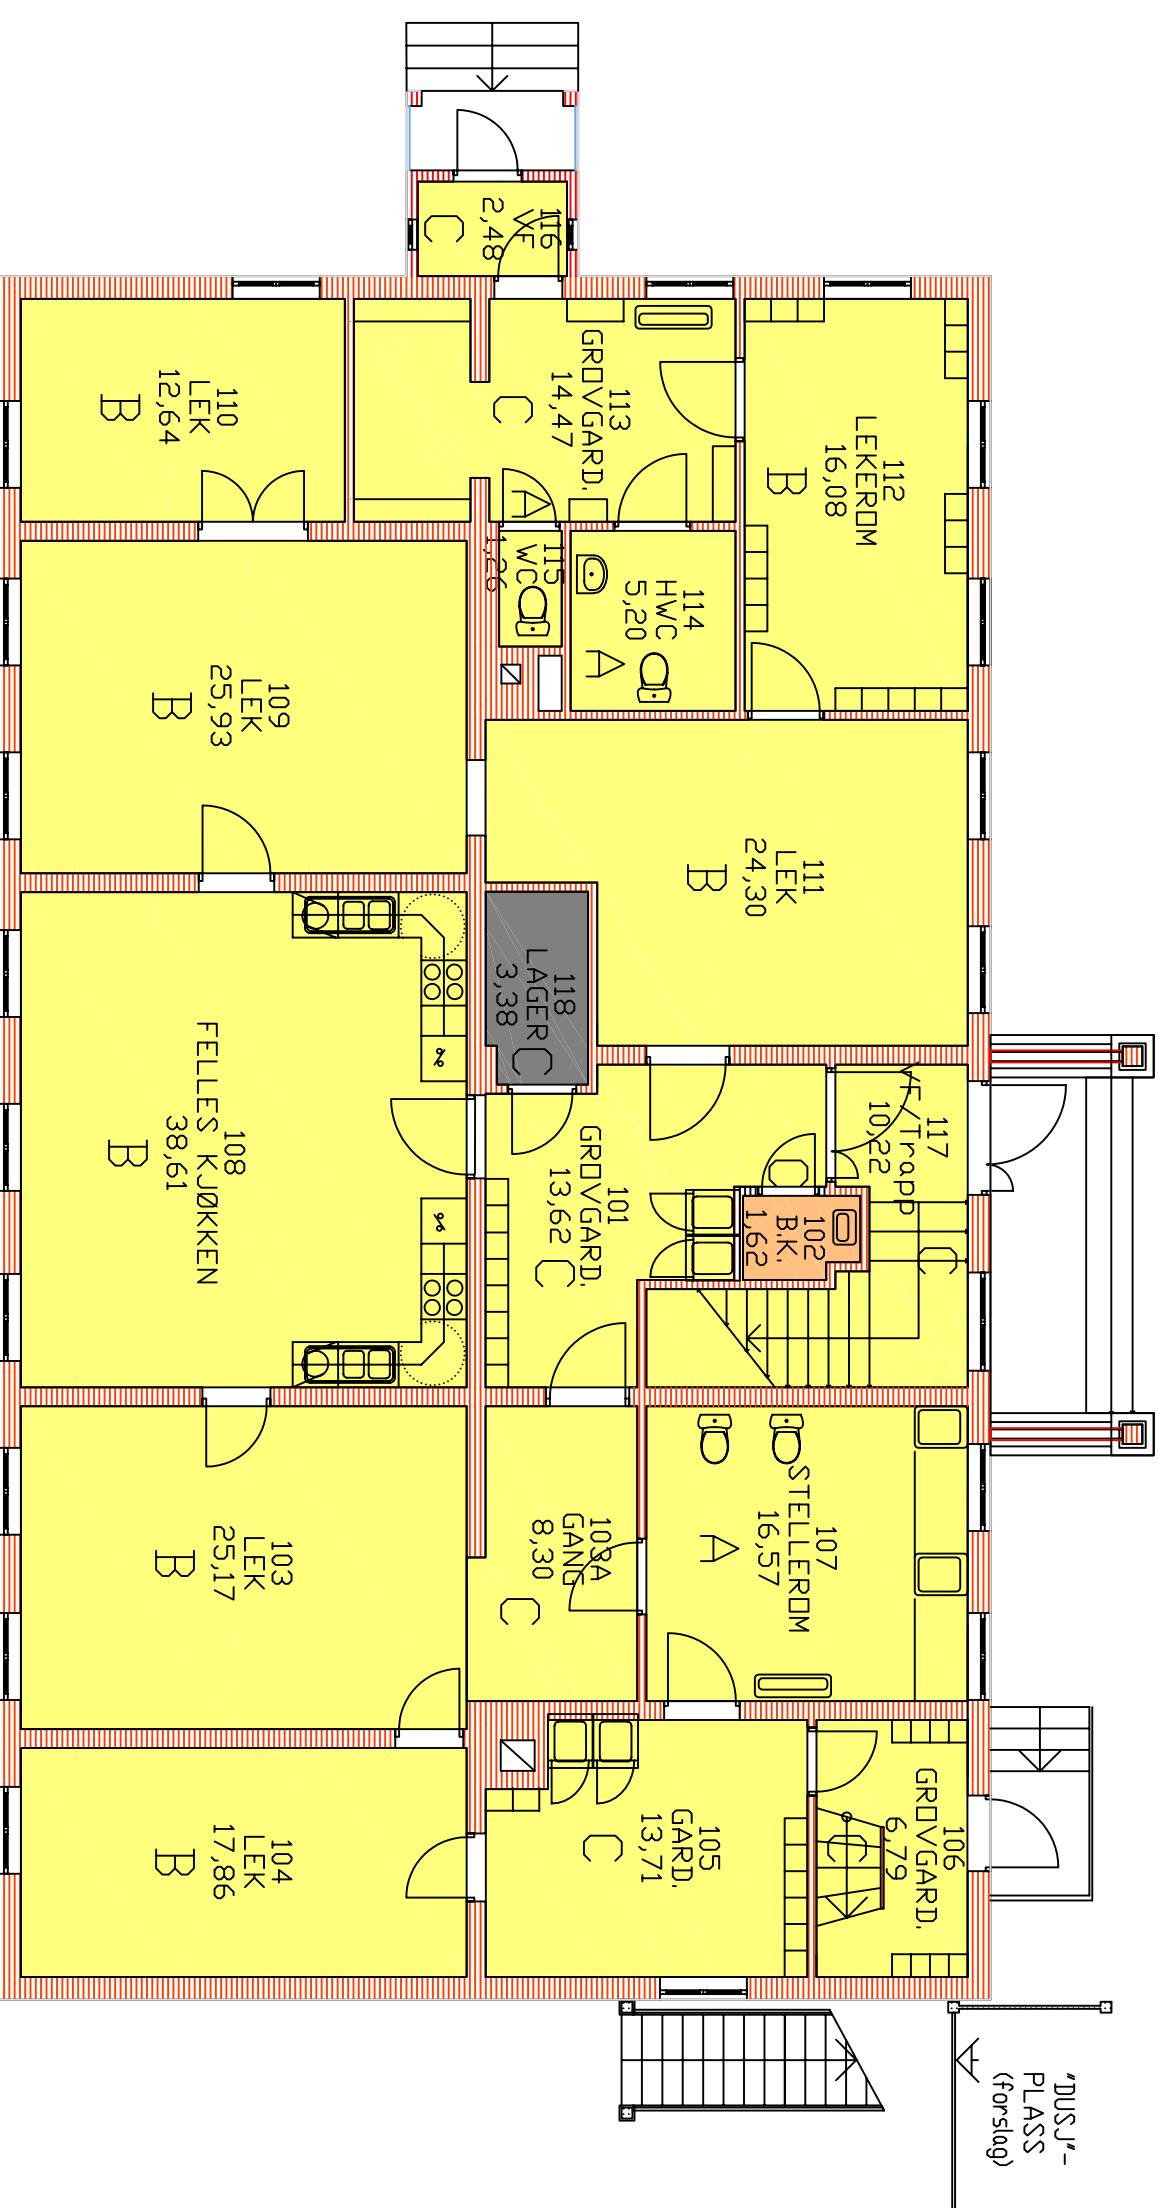 116
VF
2,48
C
113
GROVGARD.
14,47
C
112
LEKEROM
16,08
B
110
LEK
12,64
B
A
115
WC
1,26
114
HWC
5,20
A
109
LEK
25,93
B
111
LEK
24,30
B
118
LAGER
3,38
C
117
VF/Trapp
10,22
C
108
FELLES KJØKKEN
38,61
B
101
GROVGARD.
13,62
C
102
B.K.
1,62
C
103
LEK
25,17
B
103A
GANG
8,30
C
107
STELLEROM
16,57
A
104
LEK
17,86
B
105
GARD.
13,71
C
106
GROVGARD.
6,79
C
A
"DUSJ"-
PLASS
(forslag)